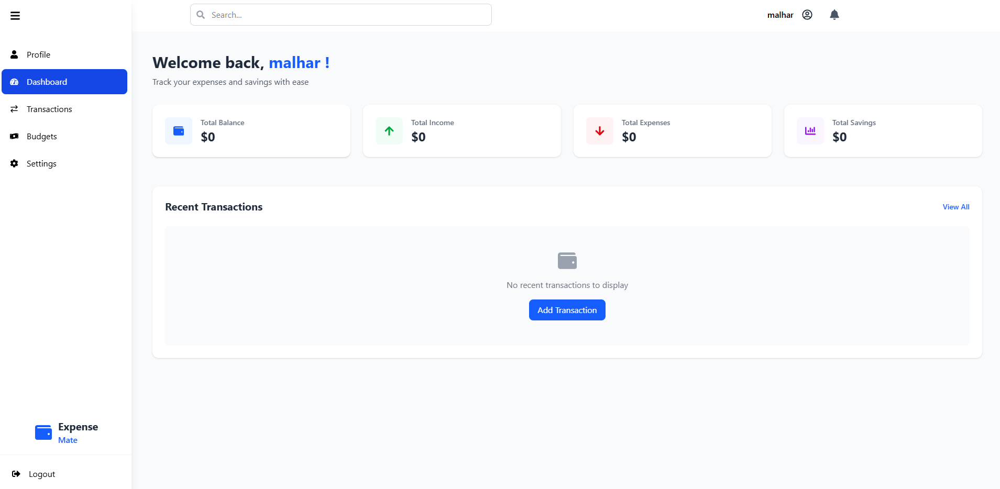 Search...
malhar
Profile
Dashboard
Transactions
Budgets
Settings
Welcome back, malhar !
Track your expenses and savings with ease
Total Balance
$0
Total Income
$0
Total Expenses
$0
Total Savings
$0
Recent Transactions
View All
No recent transactions to display
Add Transaction
Expense
Mate
Logout